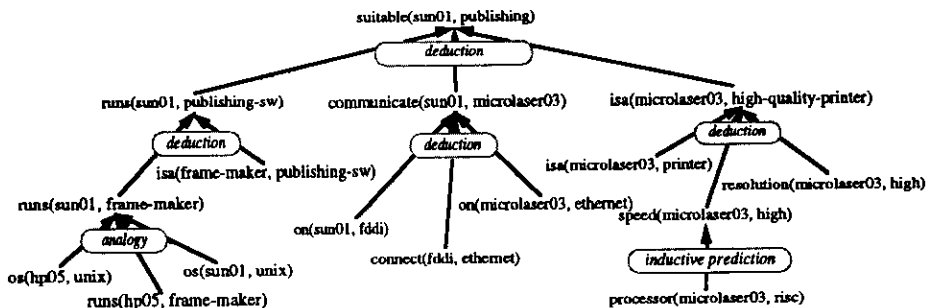 suitable(sun01, publishing)
deduction
runs(sun01, publishing-sw)
communicate(sun01, microlaser03)
isa(microlaser03, high-quality-printer)
deduction
deduction
deduction
isa(frame-maker, publishing-sw)
isa(microlaser03, printer)
resolution(microlaser03, high)
runs(sun01, frame-maker)
on(microlaser03, ethernet)
speed(microlaser03, high)
on(sun01, fddi)
analogy
connect(fddi, ethernet)
inductive prediction
os(hp05, unix)
os(sun01, unix)
runs(hp05, frame-maker)
processor(microlaser03, risc)